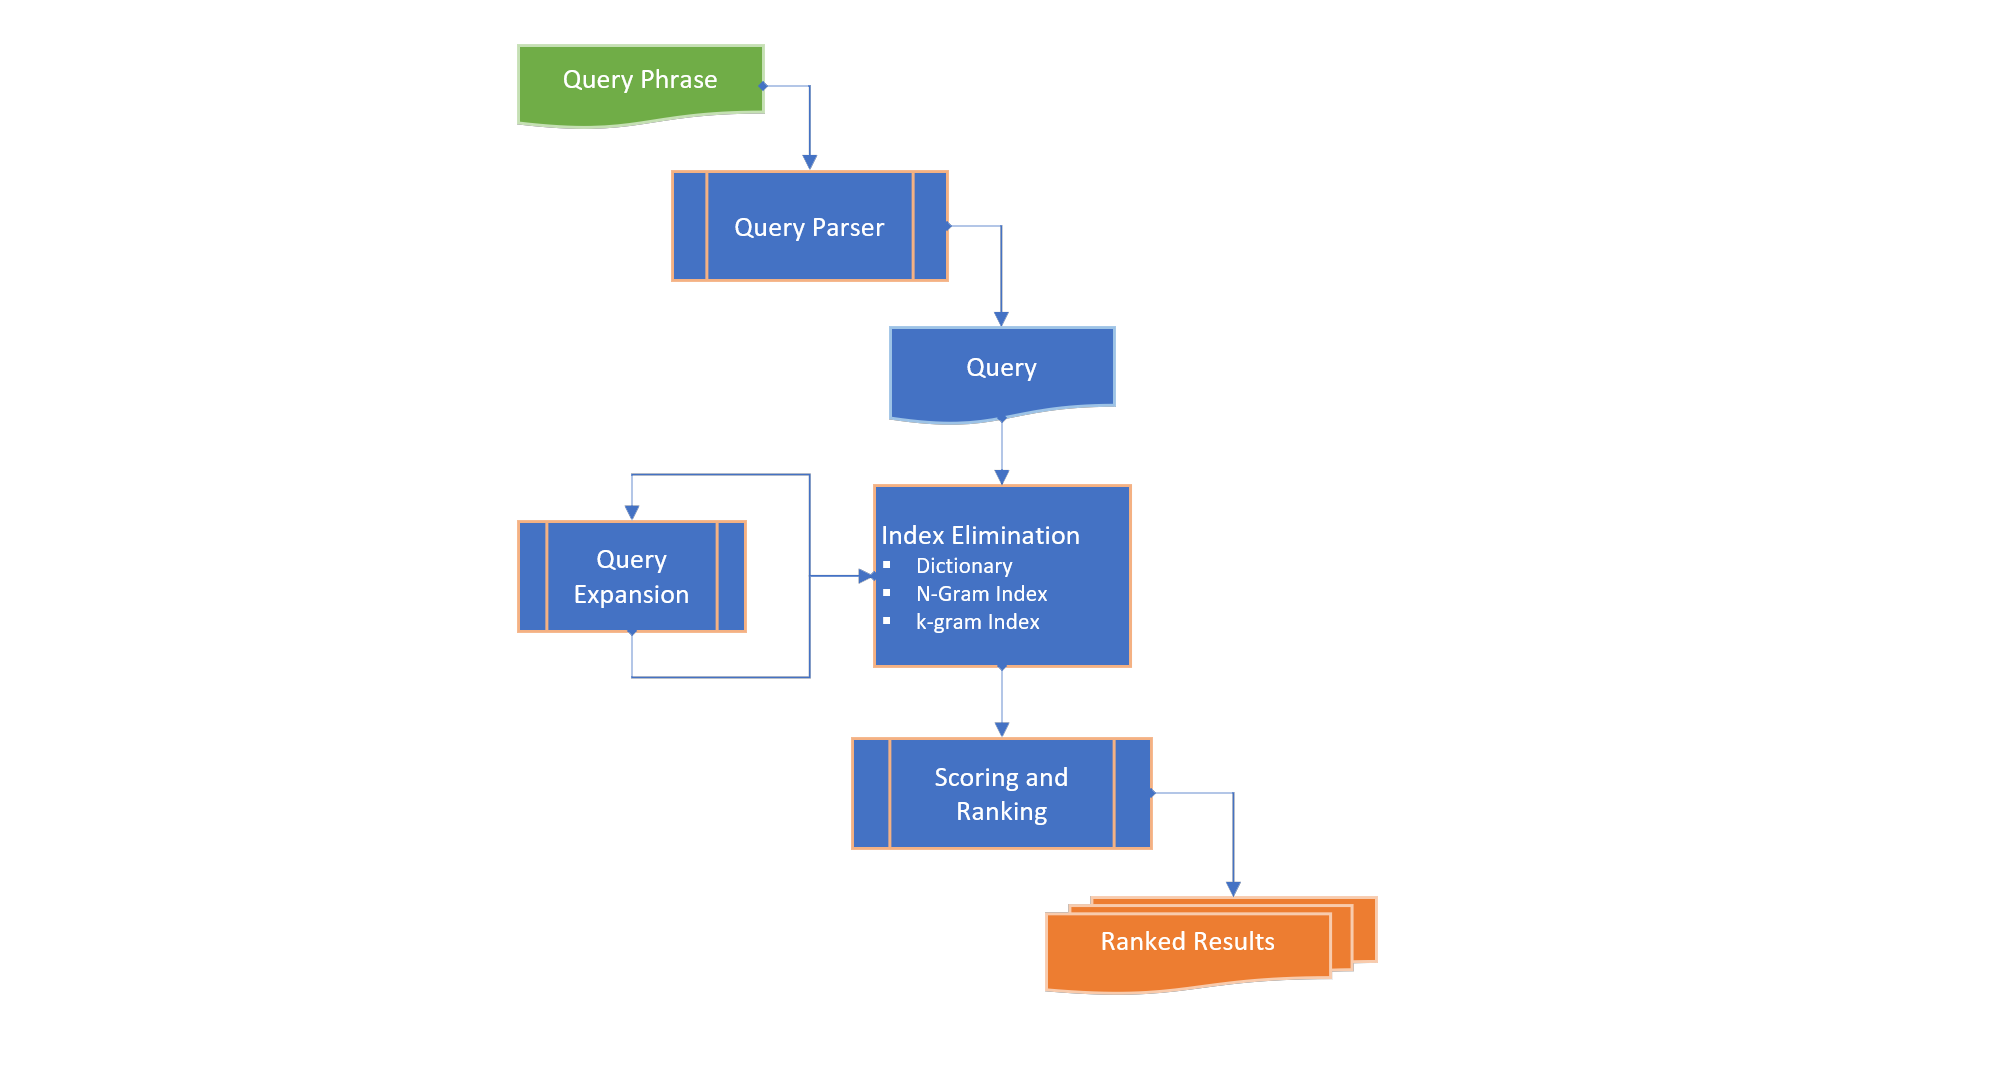 Query Phrase
Query Parser
Query
Query
Expansion
Index Elimination
▪ Dictionary
▪ N-Gram Index
▪ k-gram Index
Scoring and
Ranking
Ranked Results